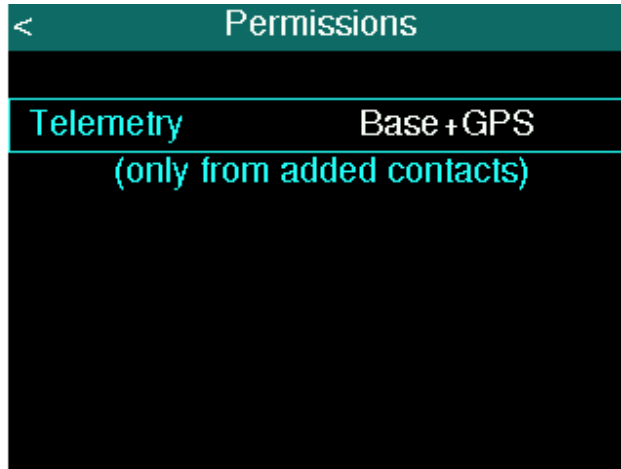 < Permissions
Telemetry Base+GPS
(only from added contacts)